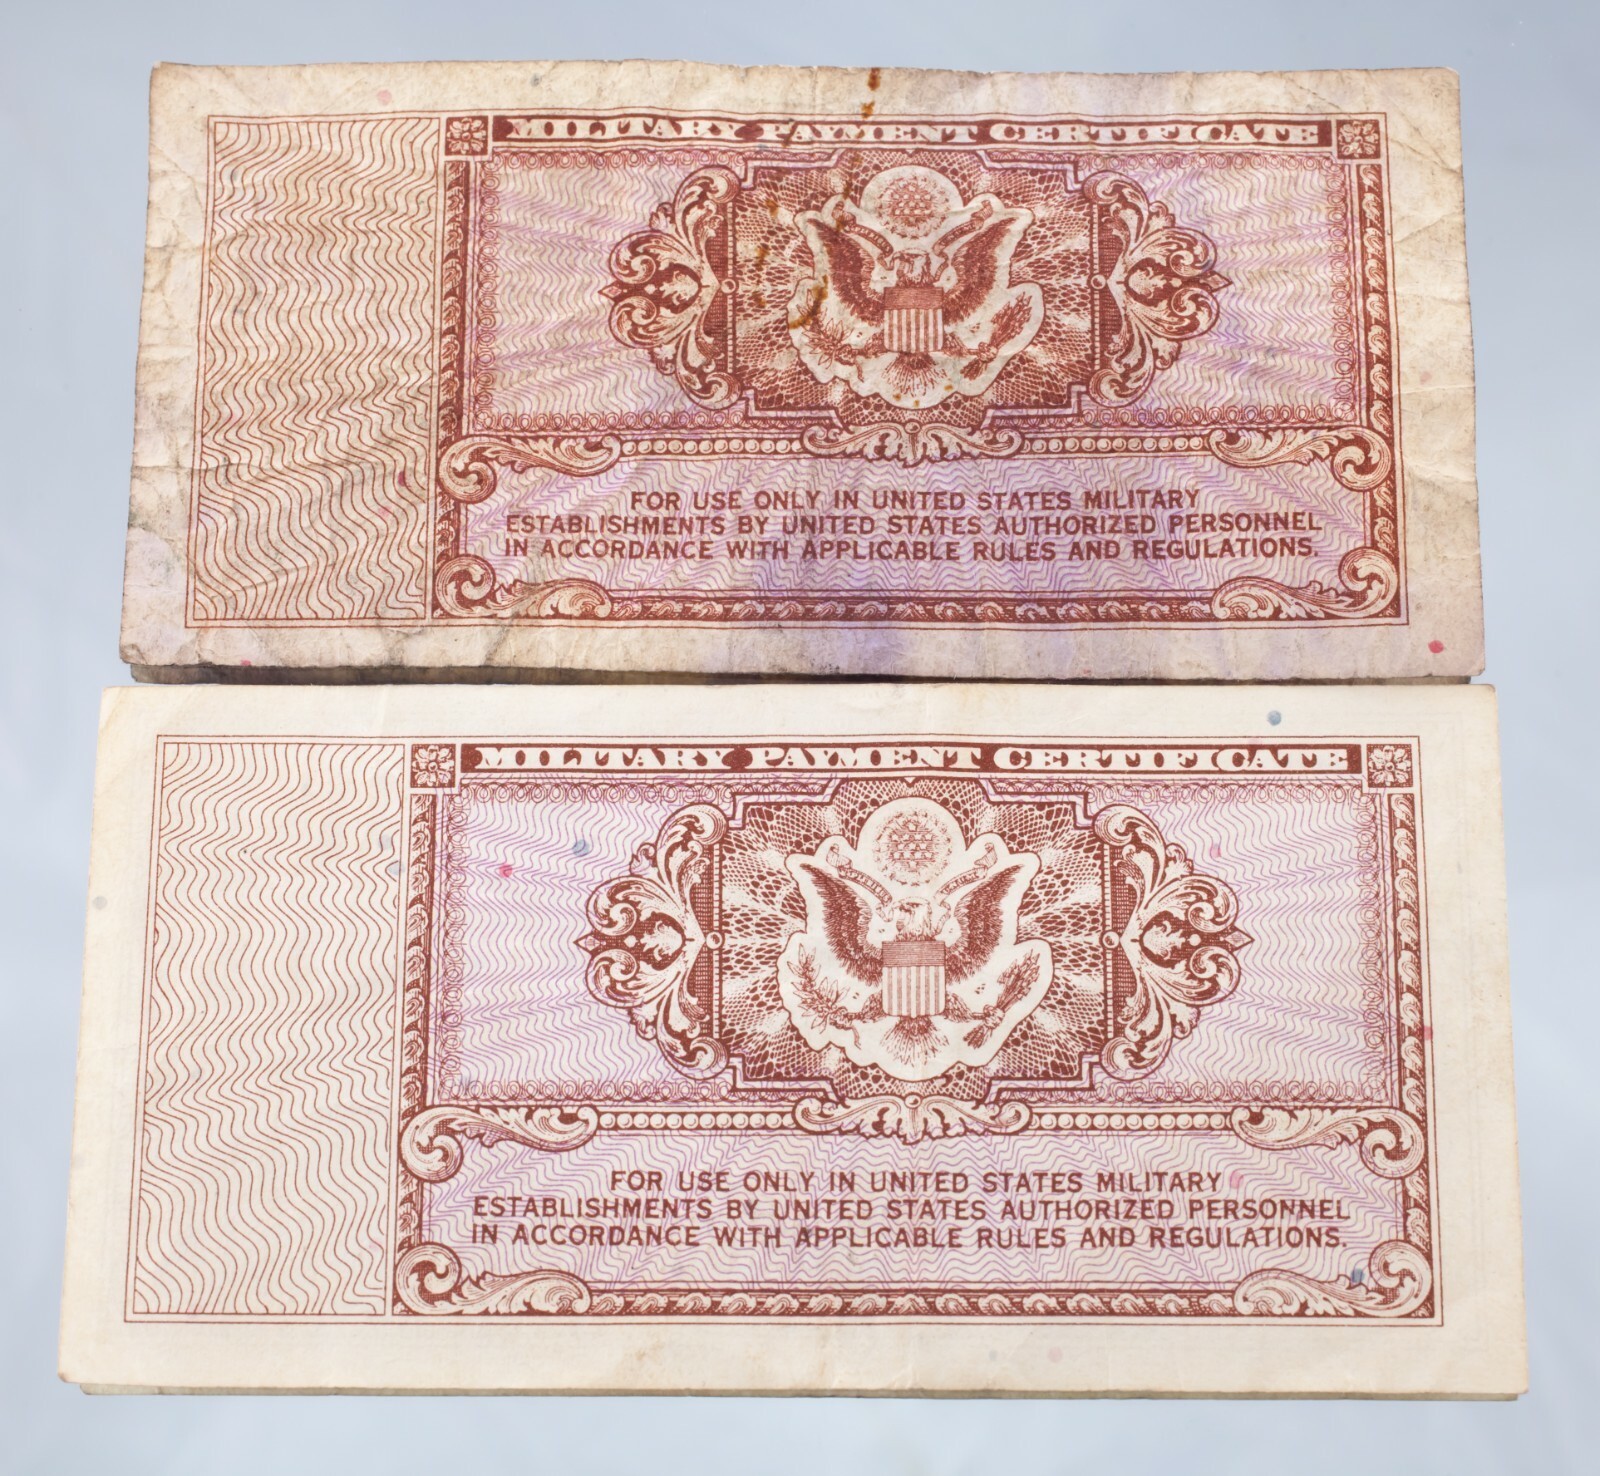 MILITARY PAYMENT CERTIFICATE
FOR USE ONLY IN UNITED STATES MILITARY
ESTABLISHMENTS BY UNITED STATES AUTHORIZED PERSONNEL
IN ACCORDANCE WITH APPLICABLE RULES AND REGULATIONS.
MILITARY PAYMENT CERTIFICATE
FOR USE ONLY IN UNITED STATES MILITARY
ESTABLISHMENTS BY UNITED STATES AUTHORIZED PERSONNEL
IN ACCORDANCE WITH APPLICABLE RULES AND REGULATIONS.